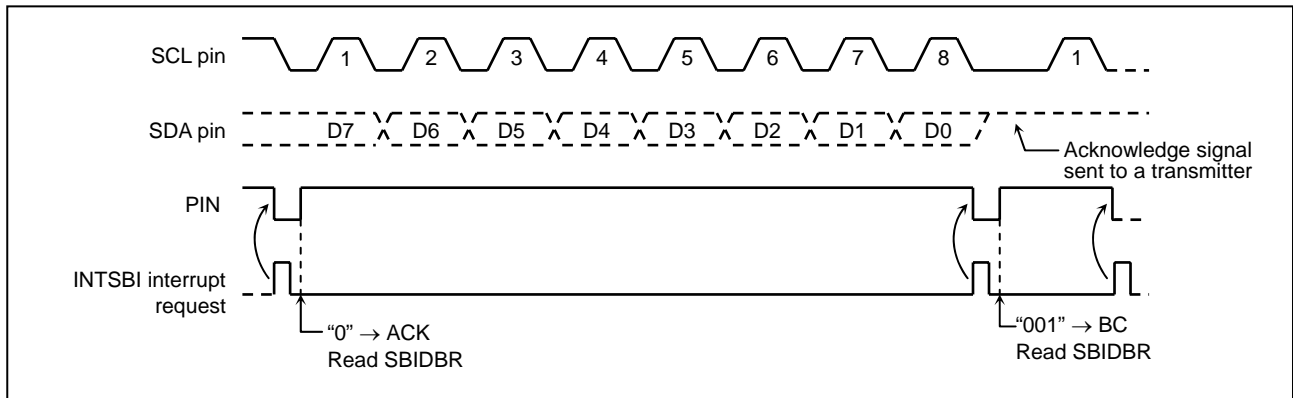 SCL pin 1 2 3 4 5 6 7 8 1
SDA pin D7 D6 D5 D4 D3 D2 D1 D0
Acknowledge signal
sent to a transmitter
PIN
INTSBI interrupt
request
“0” → ACK
Read SBIDBR
“001” → BC
Read SBIDBR